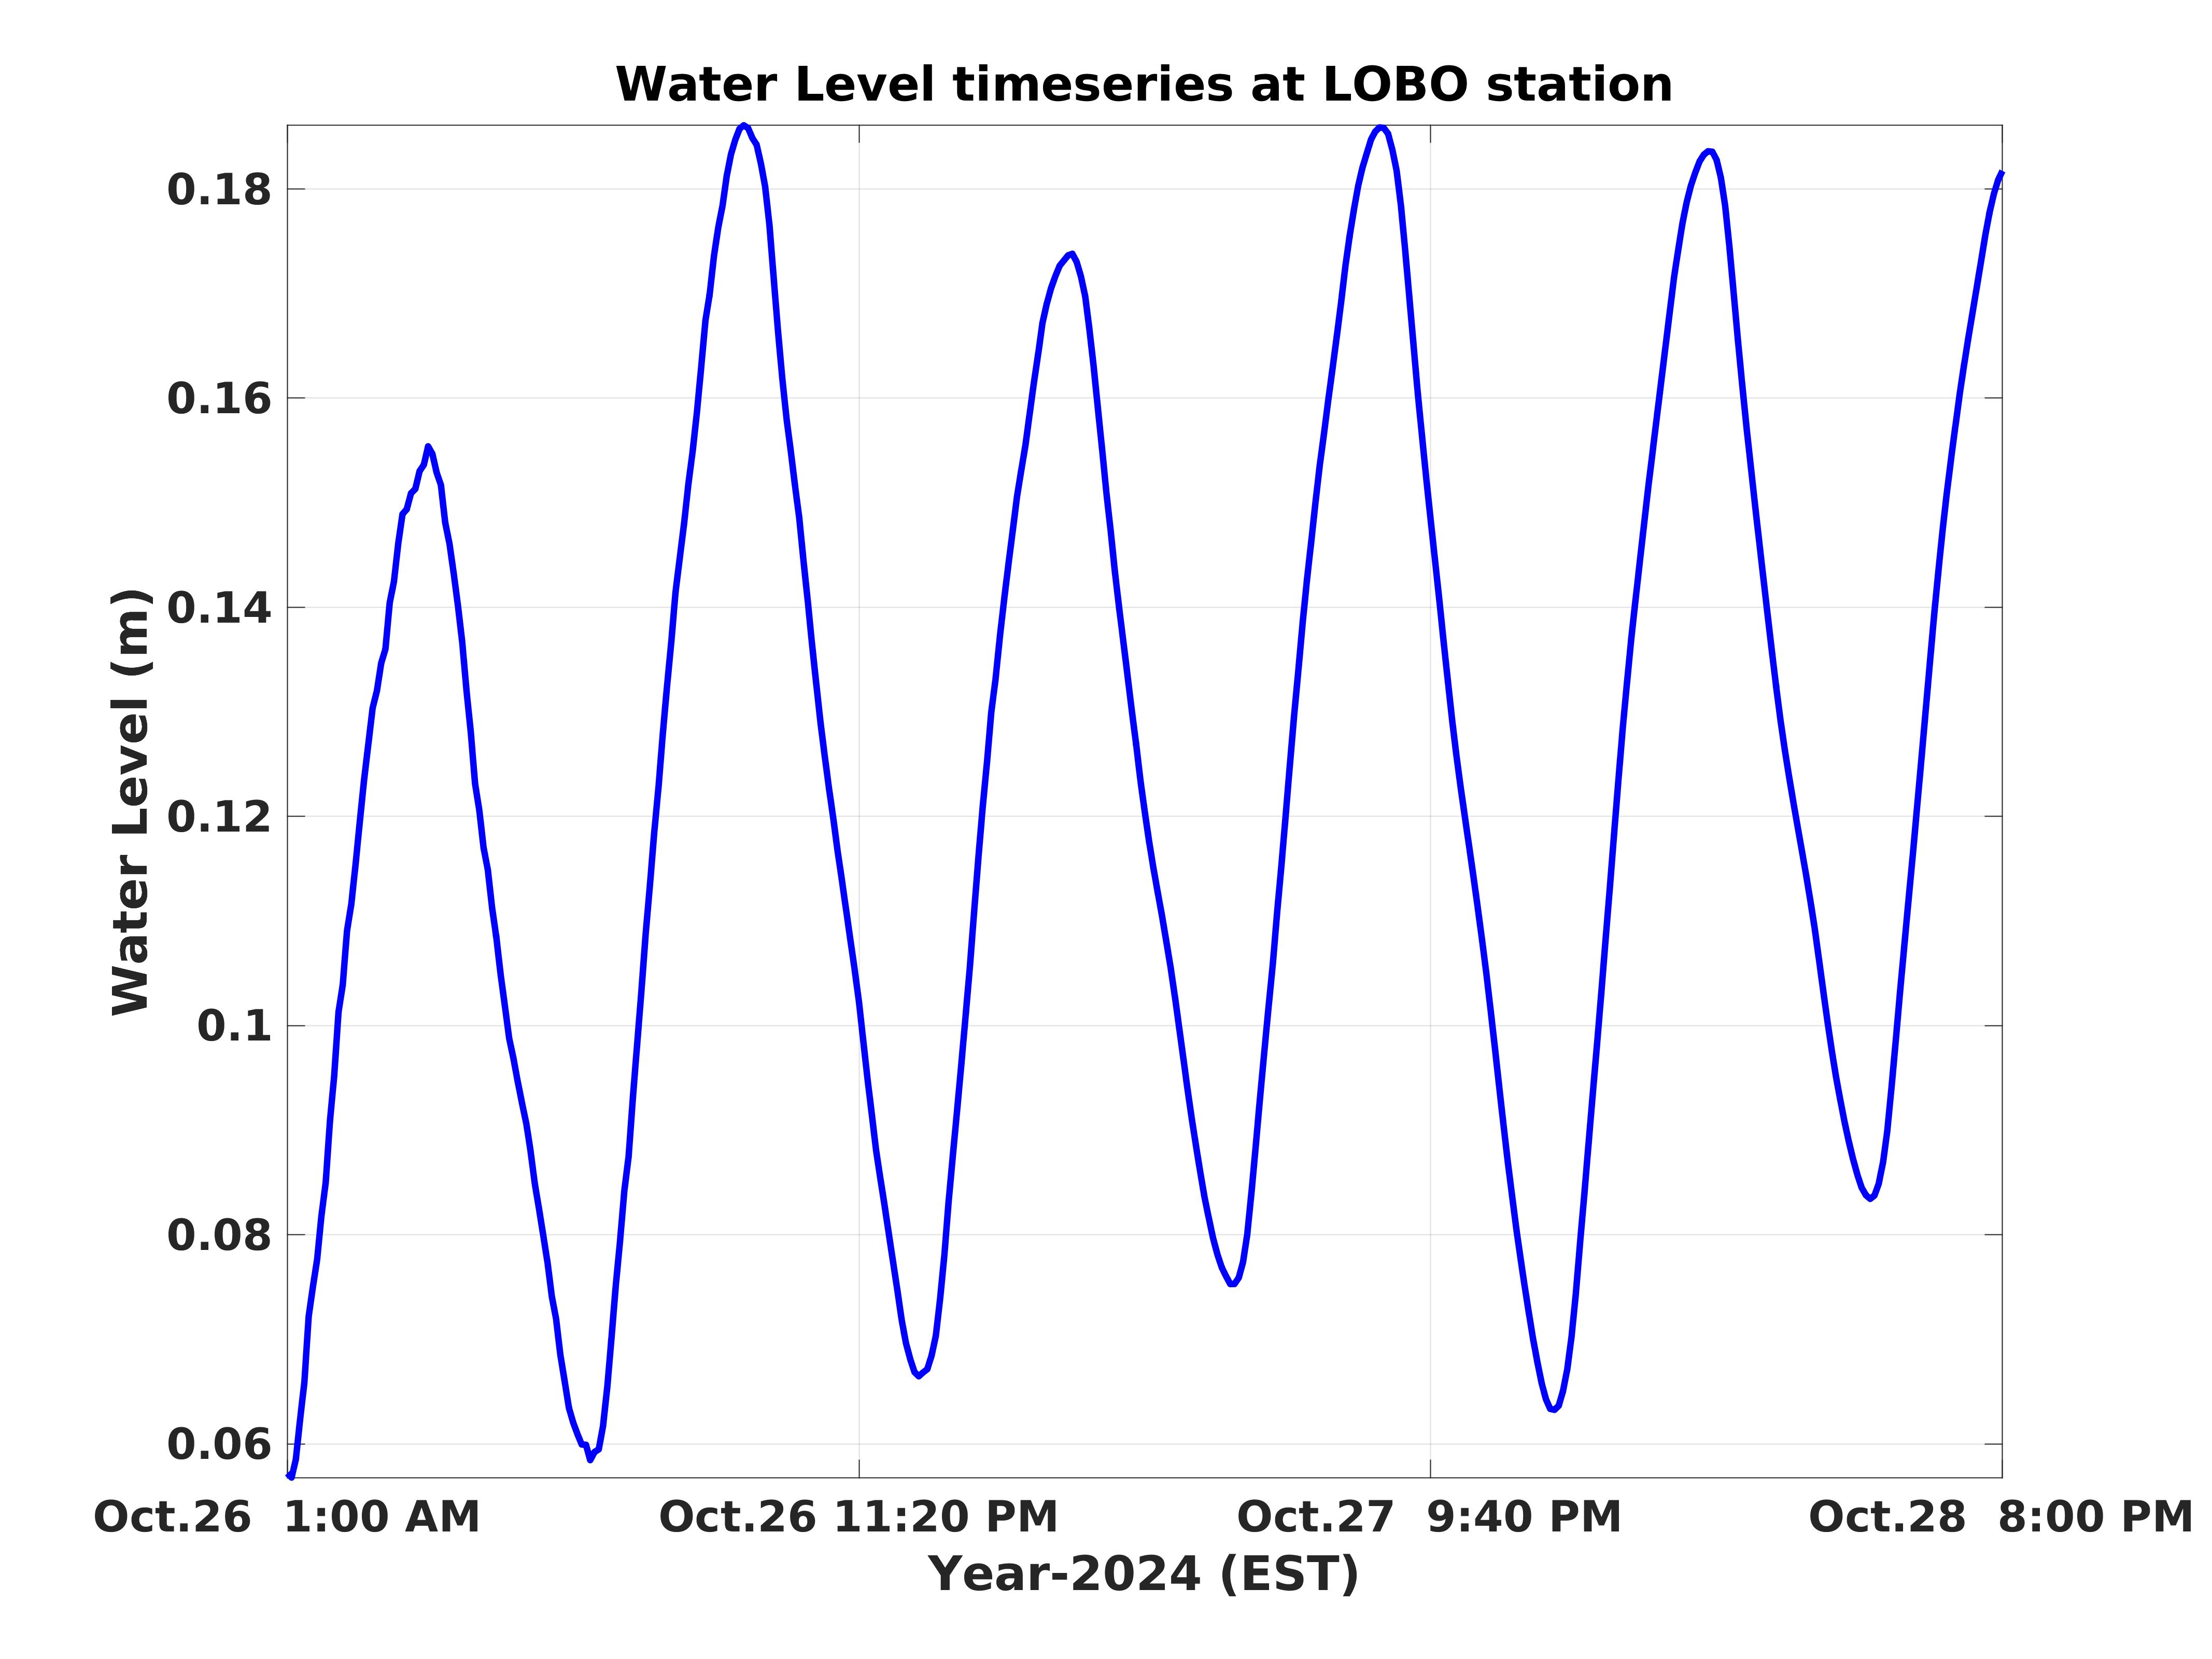 Water Level timeseries at LOBO station
0.18
0.16
0.14
0.12
0.1
0.08
0.06
Water Level (m)
Oct.26  1:00 AM
Oct.26 11:20 PM
Oct.27  9:40 PM
Oct.28  8:00 PM
Year-2024 (EST)